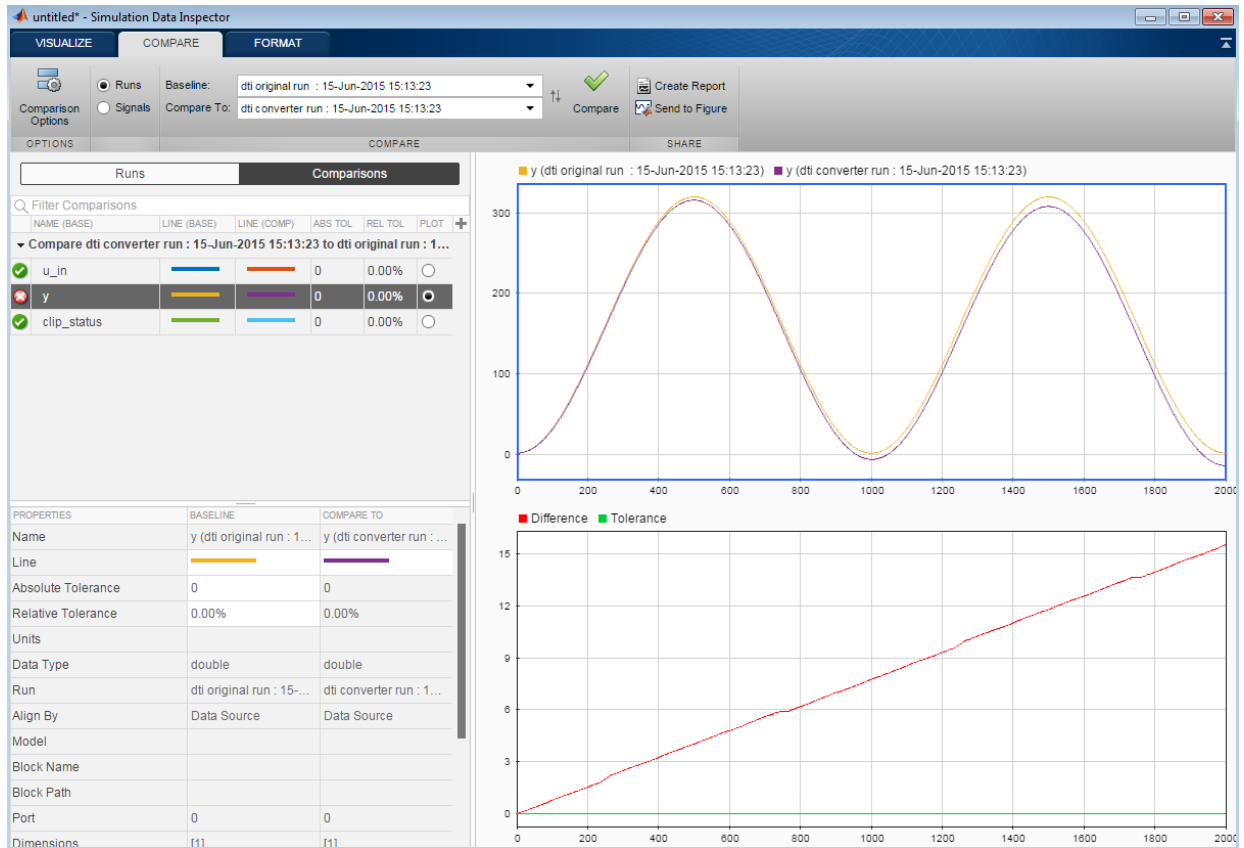 untitled* - Simulation Data Inspector
VISUALIZE COMPARE FORMAT
Comparison Options
Runs
Signals
Baseline: dti original run : 15-Jun-2015 15:13:23
Compare To: dti converter run : 15-Jun-2015 15:13:23
Compare
Create Report
Send to Figure
OPTIONS COMPARE SHARE
Runs Comparisons
Filter Comparisons
NAME (BASE) LINE (BASE) LINE (COMP) ABS TOL REL TOL PLOT
Compare dti converter run : 15-Jun-2015 15:13:23 to dti original run : 1...
u_in 0 0.00%
y 0 0.00%
clip_status 0 0.00%
PROPERTIES BASELINE COMPARE TO
Name y (dti original run : 1... y (dti converter run : ...
Line
Absolute Tolerance 0 0
Relative Tolerance 0.00% 0.00%
Units
Data Type double double
Run dti original run : 15-... dti converter run : 1...
Align By Data Source Data Source
Model
Block Name
Block Path
Port 0 0
Dimensions [1] [1]
y (dti original run : 15-Jun-2015 15:13:23) y (dti converter run : 15-Jun-2015 15:13:23)
300
200
100
0
0 200 400 600 800 1000 1200 1400 1600 1800 2000
Difference Tolerance
15
12
9
6
3
0
0 200 400 600 800 1000 1200 1400 1600 1800 2000